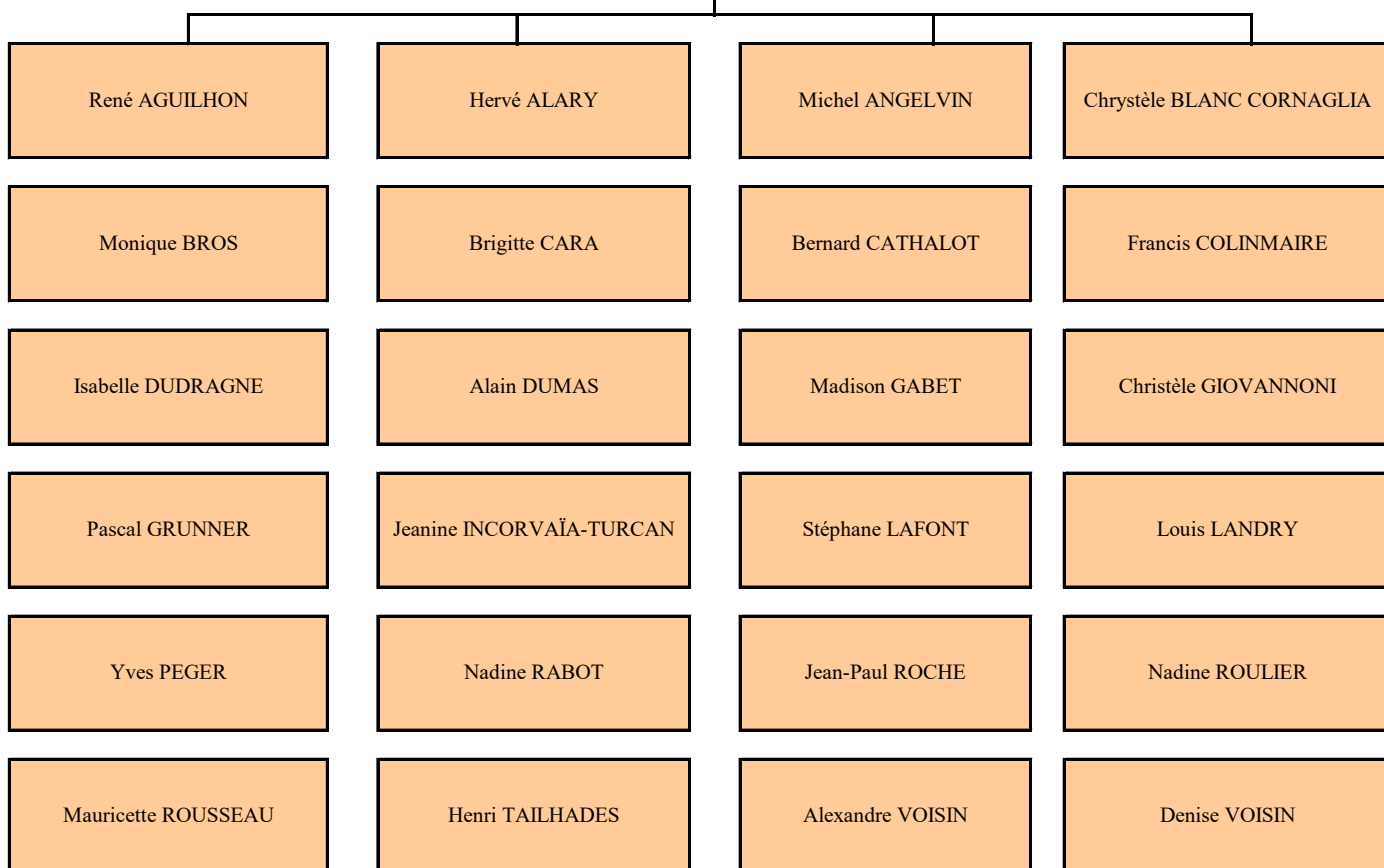 René AGUILHON
Hervé ALARY
Michel ANGELVIN
Chrystèle BLANC CORNAGLIA
Monique BROS
Brigitte CARA
Bernard CATHALOT
Francis COLINMAIRE
Isabelle DUDRAGNE
Alain DUMAS
Madison GABET
Christèle GIOVANNONI
Pascal GRUNNER
Jeanine INCORVAÏA-TURCAN
Stéphane LAFONT
Louis LANDRY
Yves PEGER
Nadine RABOT
Jean-Paul ROCHE
Nadine ROULIER
Mauricette ROUSSEAU
Henri TAILHADES
Alexandre VOISIN
Denise VOISIN